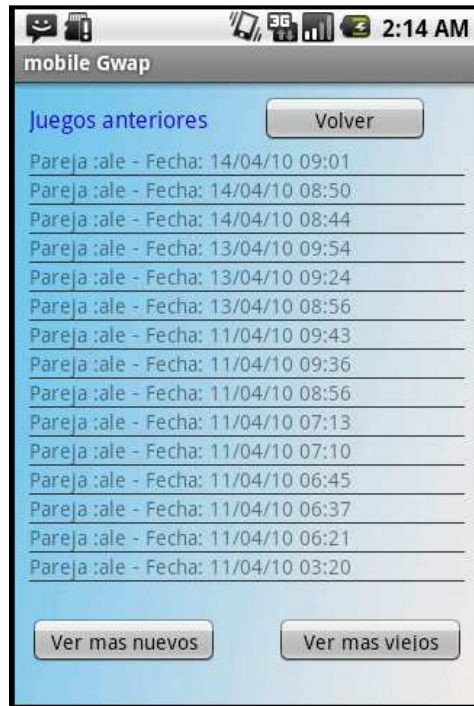 3G 2:14 AM
mobile Gwap
Juegos anteriores Volver
Pareja :ale - Fecha: 14/04/10 09:01
Pareja :ale - Fecha: 14/04/10 08:50
Pareja :ale - Fecha: 14/04/10 08:44
Pareja :ale - Fecha: 13/04/10 09:54
Pareja :ale - Fecha: 13/04/10 09:24
Pareja :ale - Fecha: 13/04/10 08:56
Pareja :ale - Fecha: 11/04/10 09:43
Pareja :ale - Fecha: 11/04/10 09:36
Pareja :ale - Fecha: 11/04/10 08:56
Pareja :ale - Fecha: 11/04/10 07:13
Pareja :ale - Fecha: 11/04/10 07:10
Pareja :ale - Fecha: 11/04/10 06:45
Pareja :ale - Fecha: 11/04/10 06:37
Pareja :ale - Fecha: 11/04/10 06:21
Pareja :ale - Fecha: 11/04/10 03:20
Ver mas nuevos Ver mas viejos